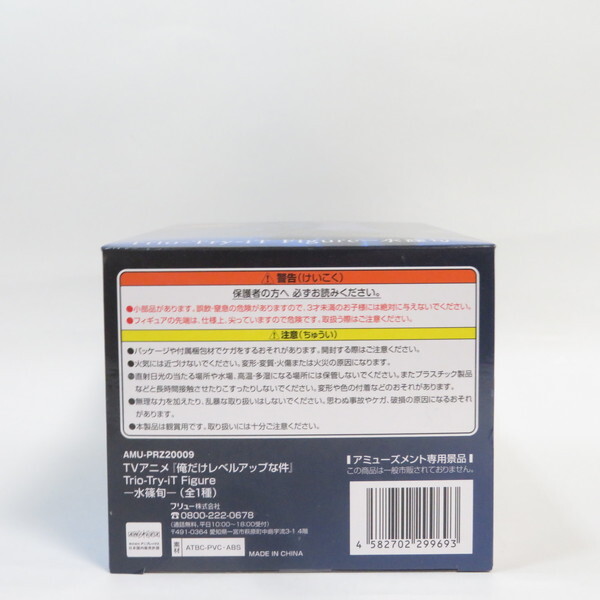 Trio-Try-iT Figure
⚠警告(けいこく)
保護者の方へ 必ずお読みください。
●小部品があります。誤飲・窒息の危険がありますので、3才未満のお子様には絶対に与えないでください。
●フィギュアの先端は、仕様上、尖っていますので危険です。取扱う際はご注意ください。
⚠注意(ちゅうい)
●パッケージや付属梱包材でケガをするおそれがあります。開封する際はご注意ください。
●火気には近づけないでください。変形・変質・火傷または火災の原因になります。
●直射日光の当たる場所や水場、高温・多湿になる場所には保管しないでください。またプラスチック製品
などと長時間接触させたりこすったりしないでください。変形や色の付着などのおそれがあります。
●無理な力を加えたり、乱暴な取り扱いはしないでください。思わぬ事故やケガ、破損の原因になるおそれ
があります。
●本製品は観賞用です。取り扱いには十分ご注意ください。
AMU-PRZ20009
TVアニメ『俺だけレベルアップな件』
Trio-Try-iT Figure
―水篠旬―(全1種)
フリュー株式会社
☎0800-222-0678
(通話無料、平日10:00~18:00受付)
〒491-0364 愛知県一宮市萩原町中島字流3-1 4階
素材 ATBC-PVC・ABS
MADE IN CHINA
┃アミューズメント専用景品┃
この商品は一般市販されておりません。
4 582702 299693